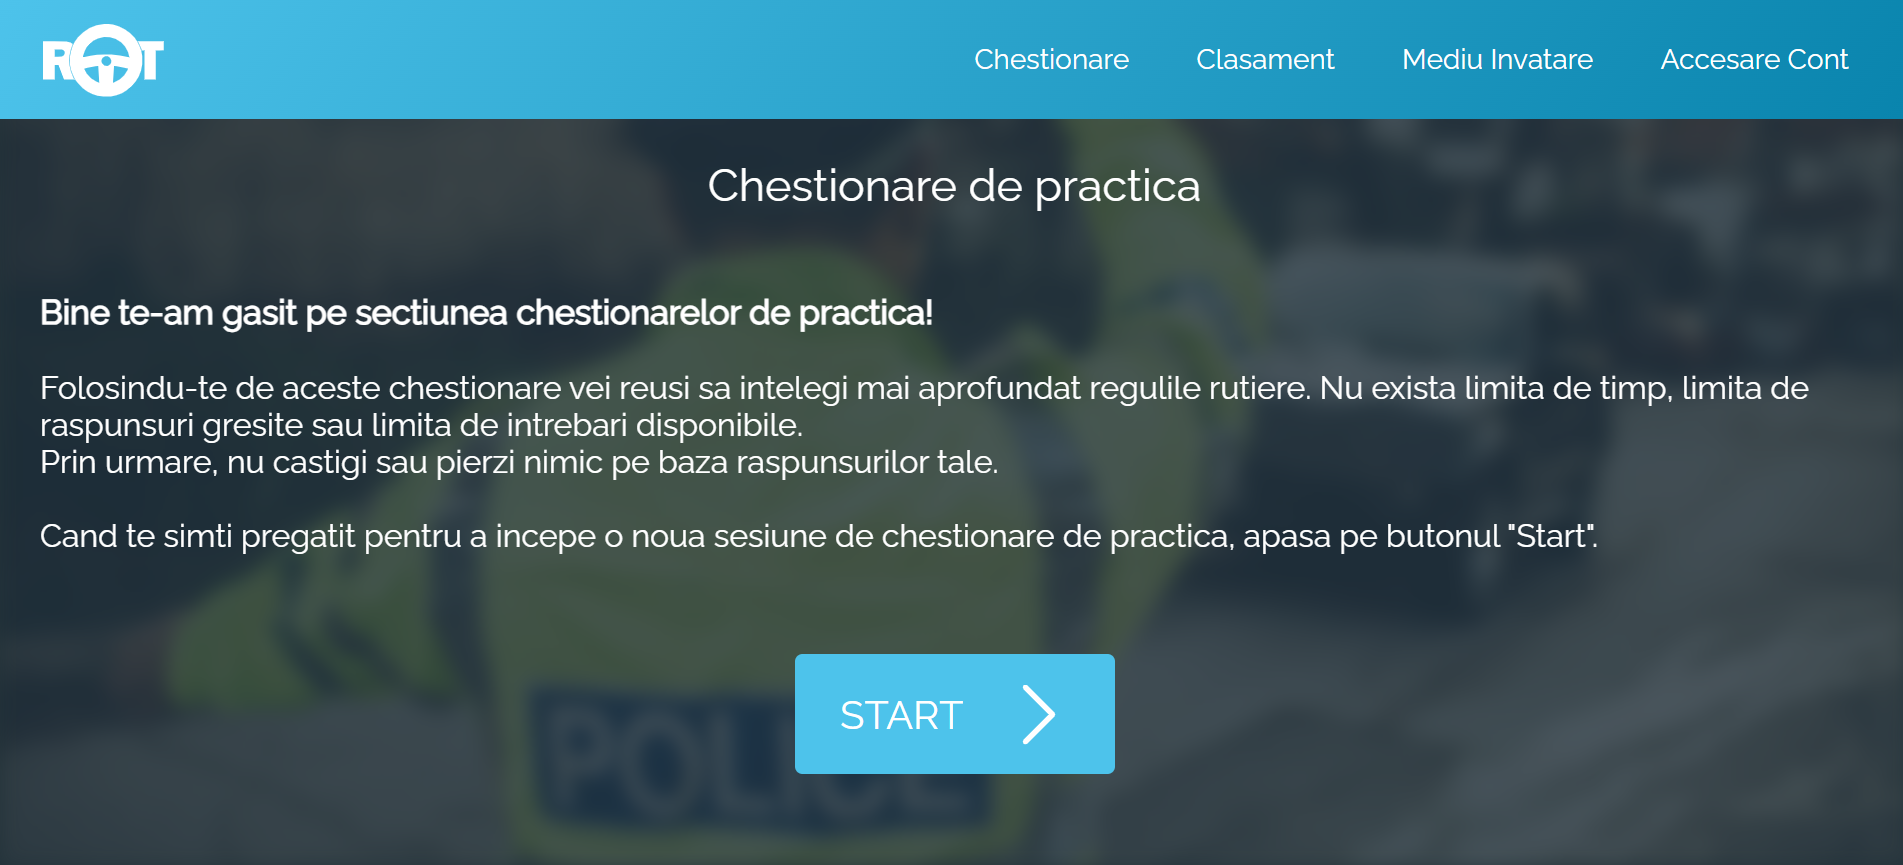 ROT
Chestionare
Clasament
Mediu Invatare
Accesare Cont
Chestionare de practica
Bine te-am gasit pe sectiunea chestionarelor de practica!
Folosindu-te de aceste chestionare vei reusi sa intelegi mai aprofundat regulile rutiere. Nu exista limita de timp, limita de
raspunsuri gresite sau limita de intrebari disponibile.
Prin urmare, nu castigi sau pierzi nimic pe baza raspunsurilor tale.
Cand te simti pregatit pentru a incepe o noua sesiune de chestionare de practica, apasa pe butonul "Start".
START
POLICE